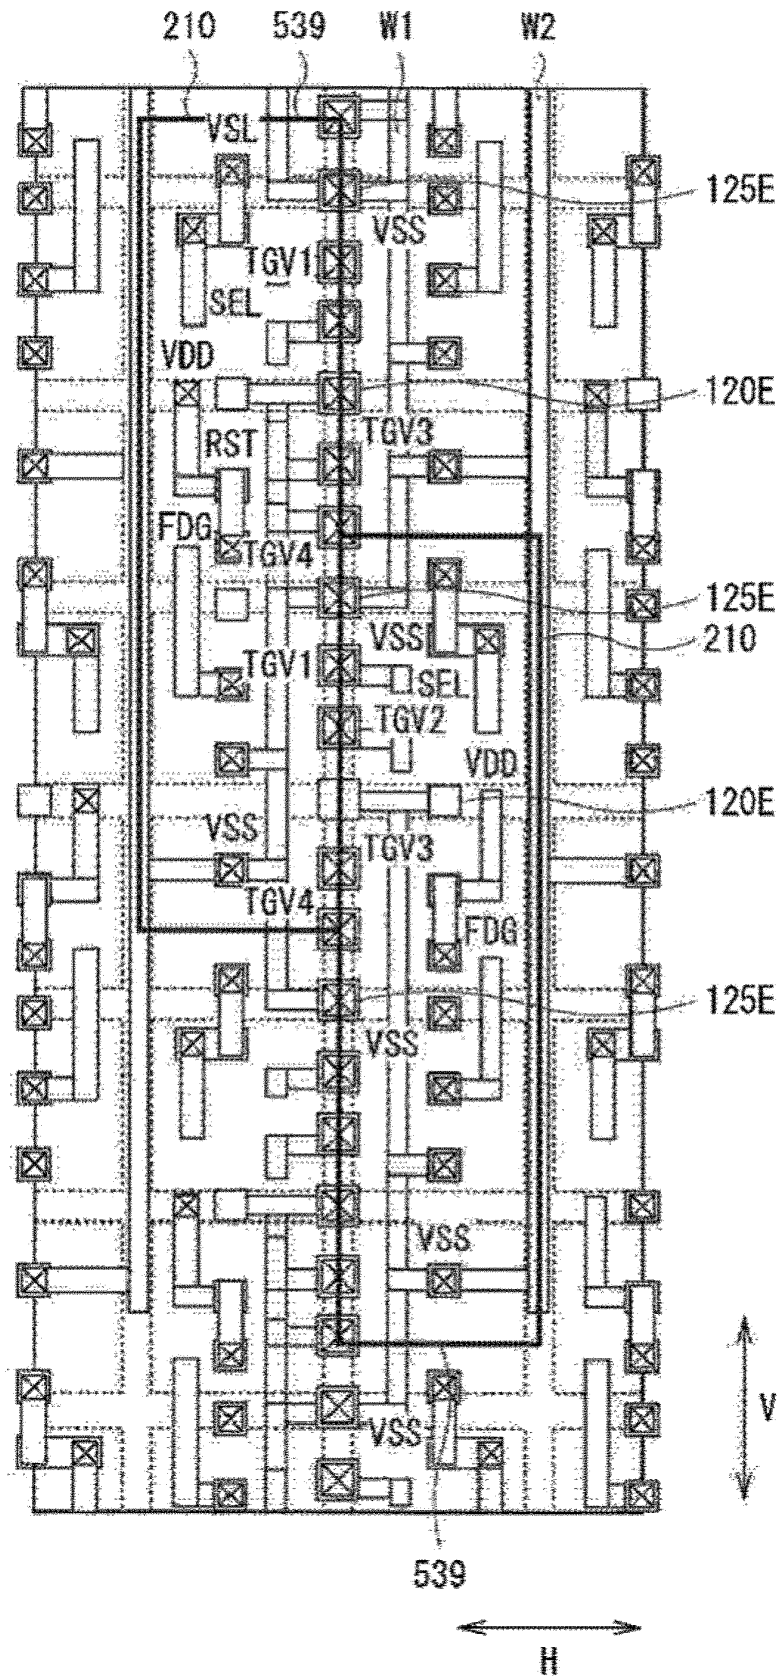 210 539 W1 W2
VSL
125E
VSS
TGV1
SEL
VDD
120E
TGV3
RST
FDG
TGV4
125E
VSS
210
TGV1
SEL
TGV2
VDD
120E
VSS
TGV3
TGV4
FDG
125E
VSS
VSS
V
VSS
539
H